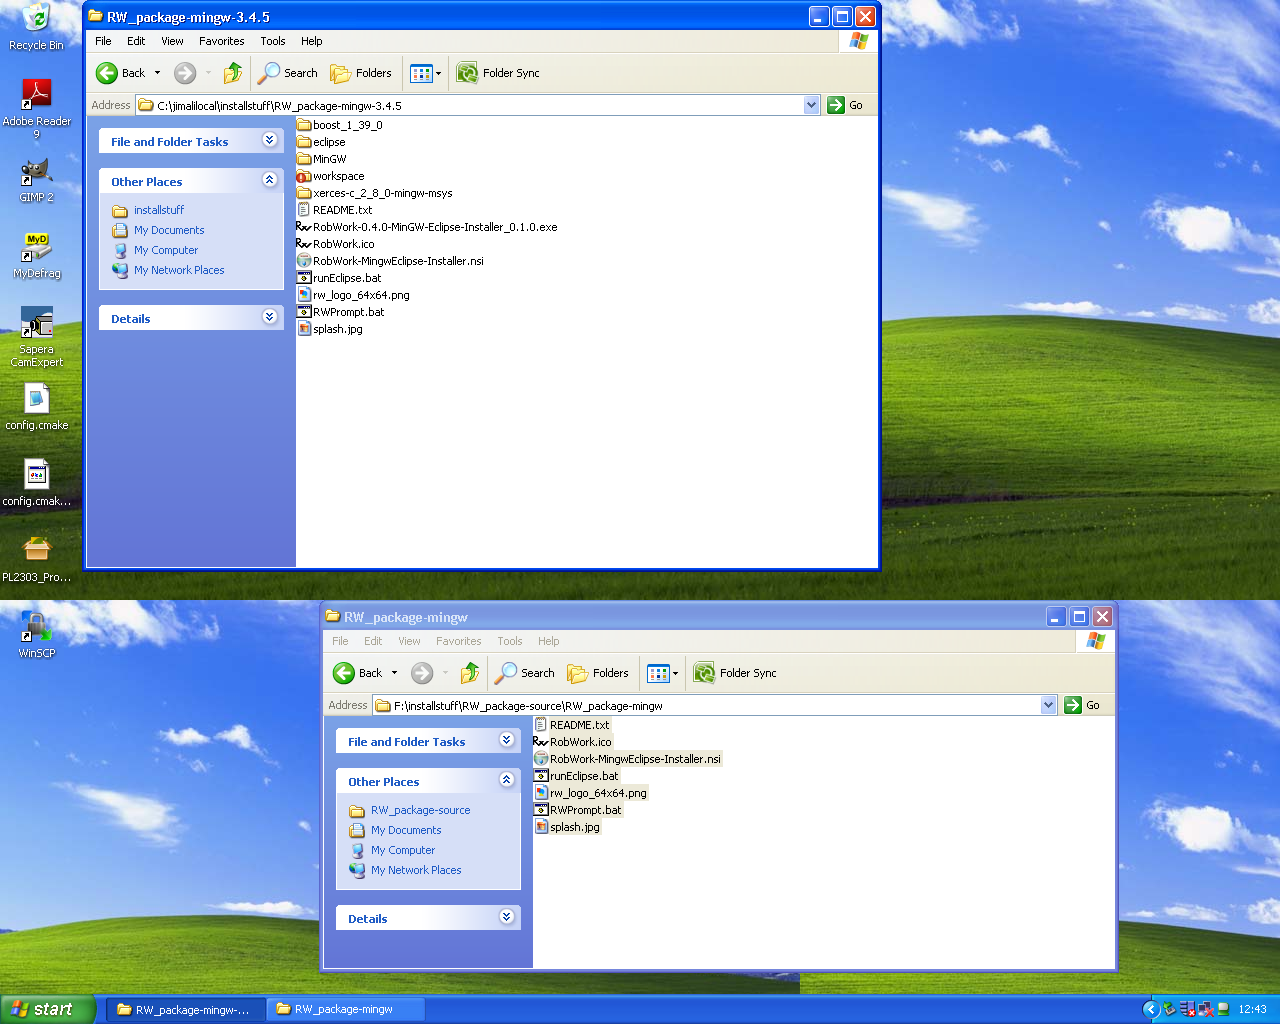 Recycle Bin
Adobe Reader
9
GIMP 2
MyD
MyDefrag
Sapera
CamExpert
config.cmake
config.cmak...
PL2303_Pro...
RW_package-mingw-3.4.5
File Edit View Favorites Tools Help
Back Search Folders Folder Sync
Address C:\jimalilocal\installstuff\RW_package-mingw-3.4.5 Go
File and Folder Tasks
Other Places
installstuff
My Documents
My Computer
My Network Places
Details
boost_1_39_0
eclipse
MinGW
workspace
xerces-c_2_8_0-mingw-msys
README.txt
RobWork-0.4.0-MinGW-Eclipse-Installer_0.1.0.exe
RobWork.ico
RobWork-MingwEclipse-Installer.nsi
runEclipse.bat
rw_logo_64x64.png
RWPrompt.bat
splash.jpg
WinSCP
RW_package-mingw
File Edit View Favorites Tools Help
Back Search Folders Folder Sync
Address F:\installstuff\RW_package-source\RW_package-mingw Go
File and Folder Tasks
Other Places
RW_package-source
My Documents
My Computer
My Network Places
Details
README.txt
RobWork.ico
RobWork-MingwEclipse-Installer.nsi
runEclipse.bat
rw_logo_64x64.png
RWPrompt.bat
splash.jpg
start RW_package-mingw-... RW_package-mingw 12:43